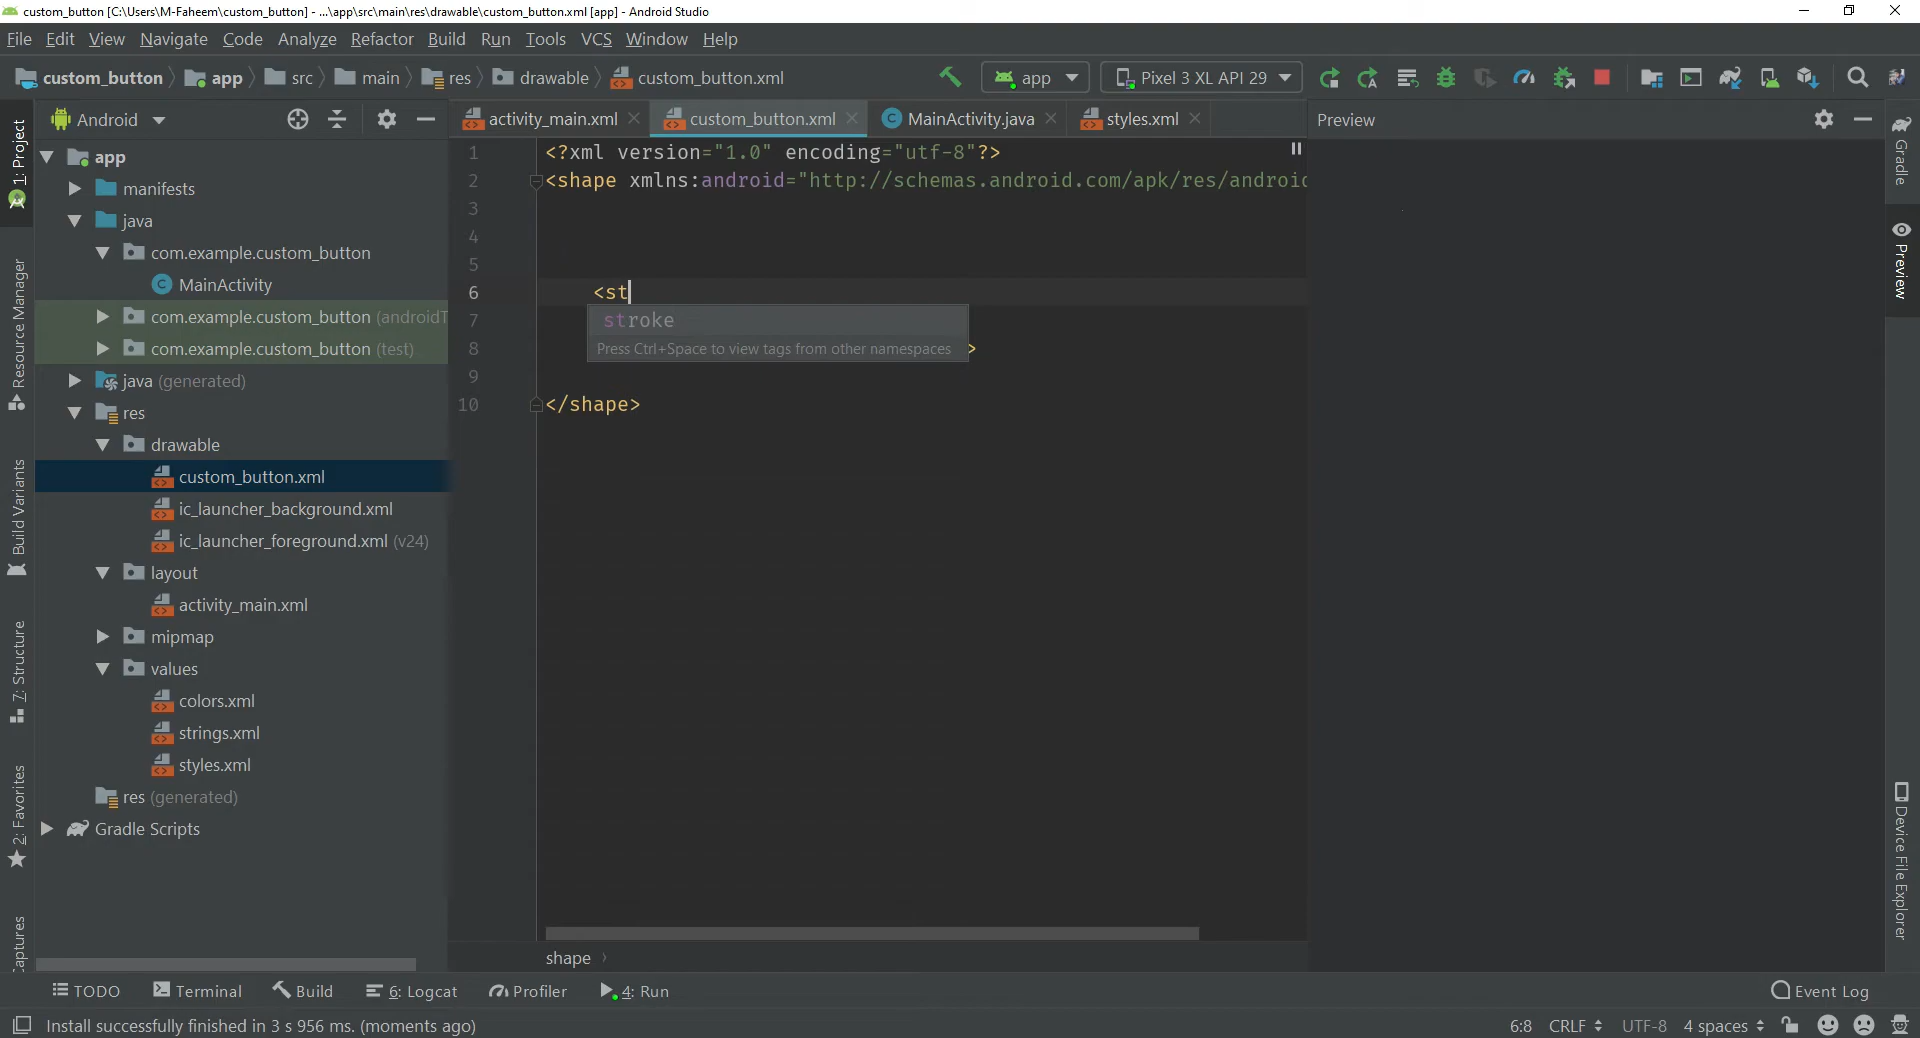 custom_button [C:\Users\M-Faheem\custom_button] - ...\app\src\main\res\drawable\custom_button.xml [app] - Android Studio
File Edit View Navigate Code Analyze Refactor Build Run Tools VCS Window Help
custom_button app src main res drawable custom_button.xml app Pixel 3 XL API 29
Android
activity_main.xml custom_button.xml MainActivity.java styles.xml
Preview
1: Project
Resource Manager
Build Variants
7: Structure
2: Favorites
app
manifests
java
com.example.custom_button
MainActivity
com.example.custom_button (androidT
com.example.custom_button (test)
java (generated)
res
drawable
custom_button.xml
ic_launcher_background.xml
ic_launcher_foreground.xml (v24)
layout
activity_main.xml
mipmap
values
colors.xml
strings.xml
styles.xml
res (generated)
Gradle Scripts
1 <?xml version="1.0" encoding="utf-8"?>
2 <shape xmlns:android="http://schemas.android.com/apk/res/android
3
4
5
6 <st
7 stroke
8 Press Ctrl+Space to view tags from other namespaces >
9
10 </shape>
shape
Gradle
Preview
Device File Explorer
TODO Terminal Build 6: Logcat Profiler 4: Run Event Log
Install successfully finished in 3 s 956 ms. (moments ago) 6:8 CRLF UTF-8 4 spaces